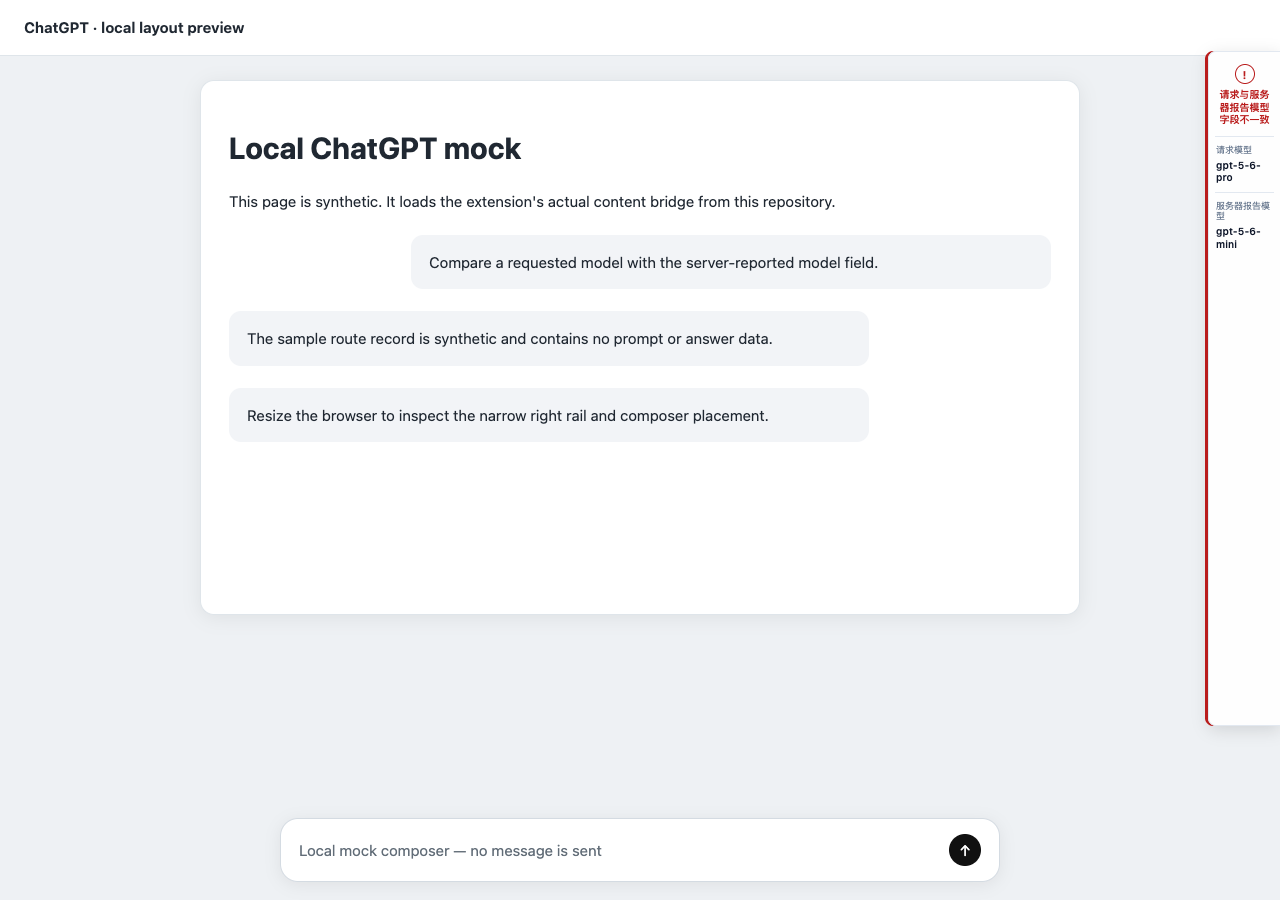 ChatGPT · local layout preview
Local ChatGPT mock
This page is synthetic. It loads the extension's actual content bridge from this repository.
Compare a requested model with the server-reported model field.
The sample route record is synthetic and contains no prompt or answer data.
Resize the browser to inspect the narrow right rail and composer placement.
Local mock composer — no message is sent
!
请求与服务
器报告模型
字段不一致
请求模型
gpt-5-6-
pro
服务器报告模
型
gpt-5-6-
mini